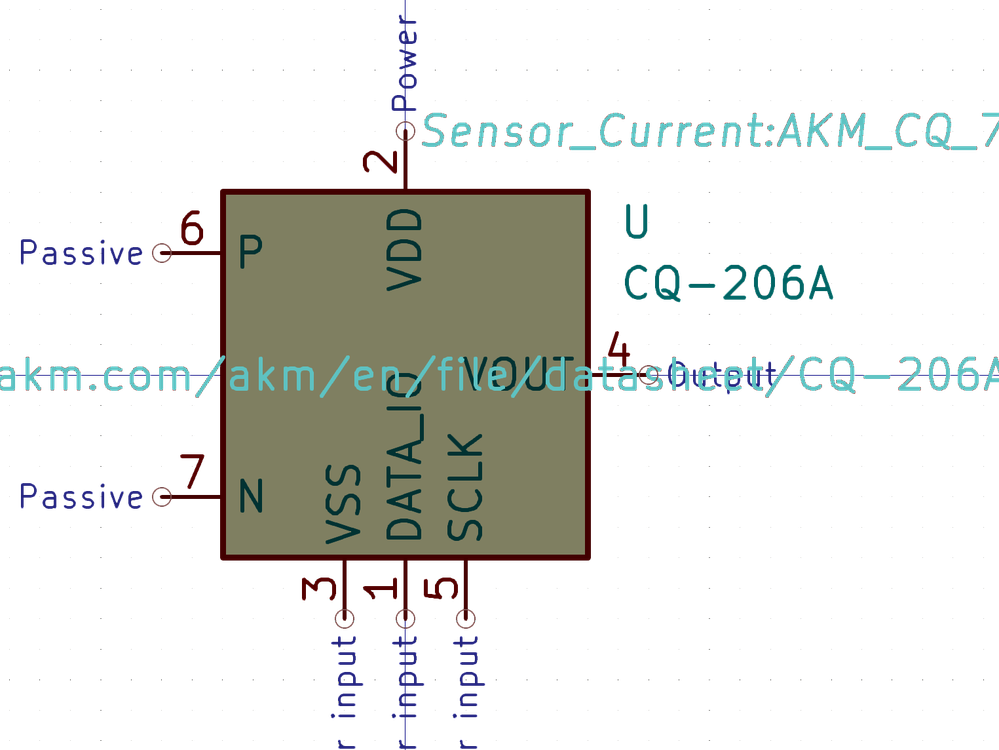 Power
Sensor_Current:AKM_CQ_7
2
VDD
U
6
P
Passive
CQ-206A
4
VOUT
Output
akm.com/akm/en/file/datasheet/CQ-206A
7
N
Passive
VSS
DATA_IO
SCLK
3
1
5
r input
r input
r input